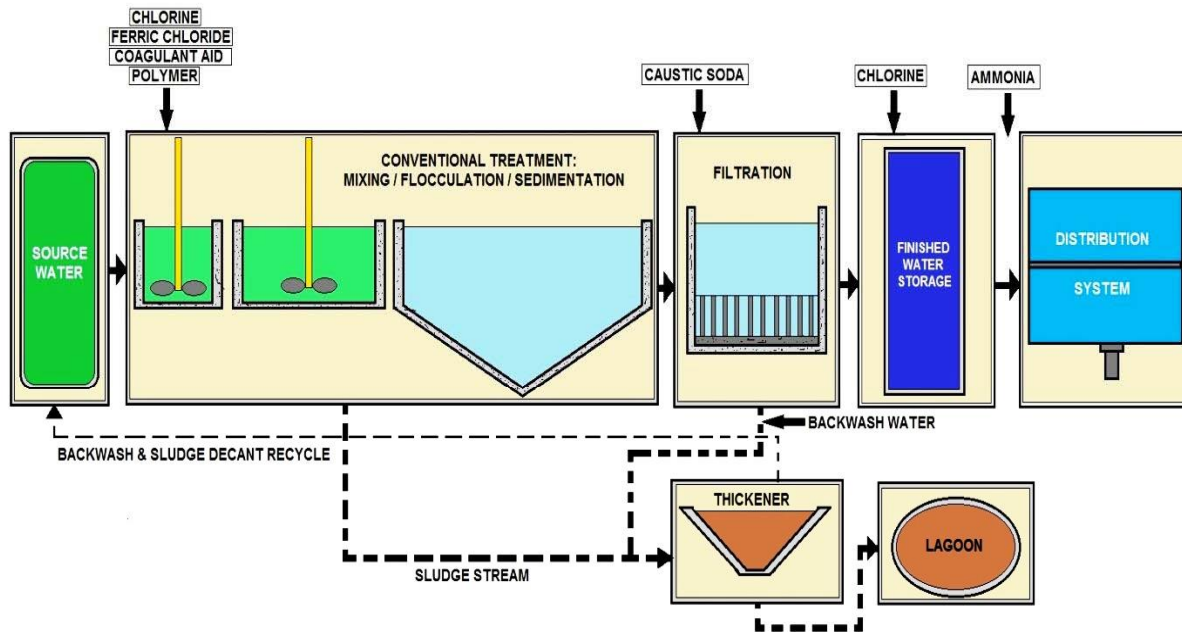 CHLORINE
FERRIC CHLORIDE
COAGULANT AID
POLYMER
CAUSTIC SODA
CHLORINE
AMMONIA
SOURCE
WATER
CONVENTIONAL TREATMENT:
MIXING / FLOCCULATION / SEDIMENTATION
FILTRATION
FINISHED
WATER
STORAGE
DISTRIBUTION
SYSTEM
BACKWASH WATER
BACKWASH & SLUDGE DECANT RECYCLE
THICKENER
LAGOON
SLUDGE STREAM